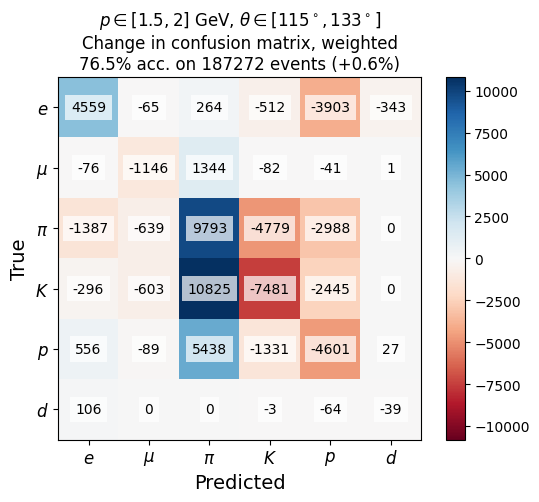 p ∈ [1.5, 2] GeV, θ ∈ [115°, 133°]
Change in confusion matrix, weighted
76.5% acc. on 187272 events (+0.6%)
e 4559 -65 264 -512 -3903 -343
μ -76 -1146 1344 -82 -41 1
π -1387 -639 9793 -4779 -2988 0
K -296 -603 10825 -7481 -2445 0
p 556 -89 5438 -1331 -4601 27
d 106 0 0 -3 -64 -39
e μ π K p d
True
Predicted
10000
7500
5000
2500
0
−2500
−5000
−7500
−10000